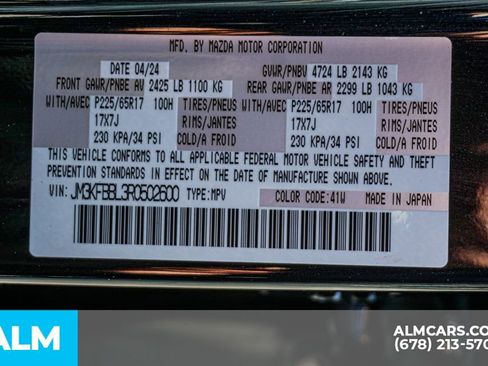 MFD. BY MAZDA MOTOR CORPORATION
DATE 04/24 GVWR/PNBV 4724 LB 2143 KG
FRONT GAWR/PNBE AV 2425 LB 1100 KG REAR GAWR/PNBE AR 2299 LB 1043 KG
WITH/AVEC P225/65R17 100H TIRES/PNEUS WITH/AVEC P225/65R17 100H TIRES/PNEUS
17X7J RIMS/JANTES 17X7J RIMS/JANTES
230 KPA/34 PSI COLD/A FROID 230 KPA/34 PSI COLD/A FROID
THIS VEHICLE CONFORMS TO ALL APPLICABLE FEDERAL MOTOR VEHICLE SAFETY AND THEFT
PREVENTION STANDARDS IN EFFECT ON THE DATE OF MANUFACTURE SHOWN ABOVE.
VIN: JM3KFBBL3R0502600 TYPE:MPV COLOR CODE:41W MADE IN JAPAN
ALM
ALMCARS.CO
(678) 213-570